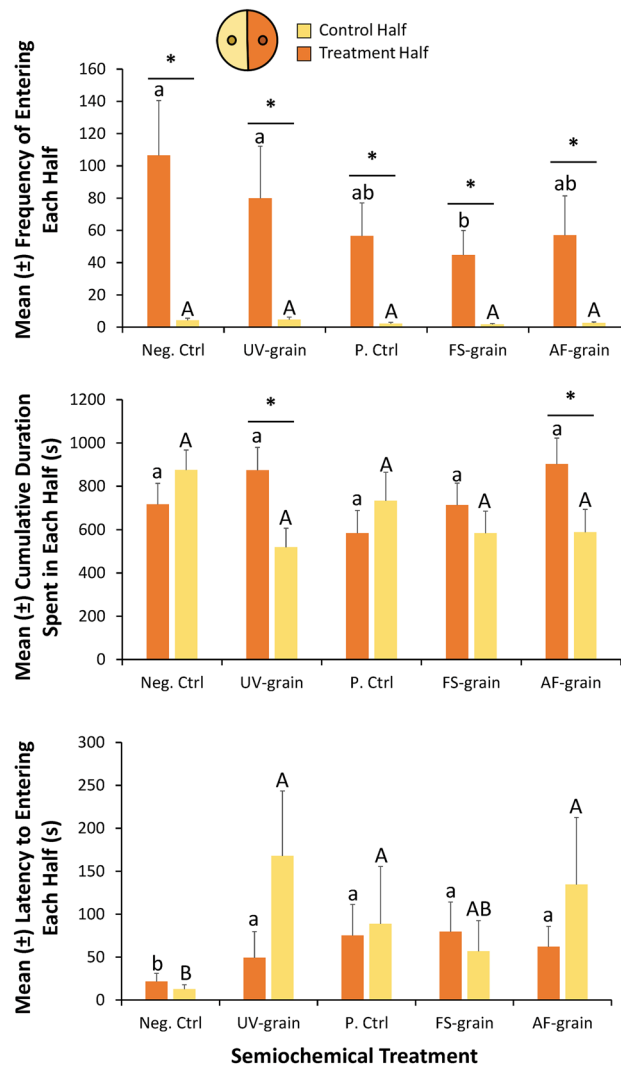 Control Half
Treatment Half
Mean (±) Frequency of Entering
Each Half
160
140
120
100
80
60
40
20
0
* * * * *
a A a A ab A b A ab A
Neg. Ctrl UV-grain P. Ctrl FS-grain AF-grain
Mean (±) Cumulative Duration
Spent in Each Half (s)
1200
1000
800
600
400
200
0
* *
a A a A a A a A a A
Neg. Ctrl UV-grain P. Ctrl FS-grain AF-grain
Mean (±) Latency to Entering
Each Half (s)
300
250
200
150
100
50
0
b B a A a A a AB a A
Neg. Ctrl UV-grain P. Ctrl FS-grain AF-grain
Semiochemical Treatment